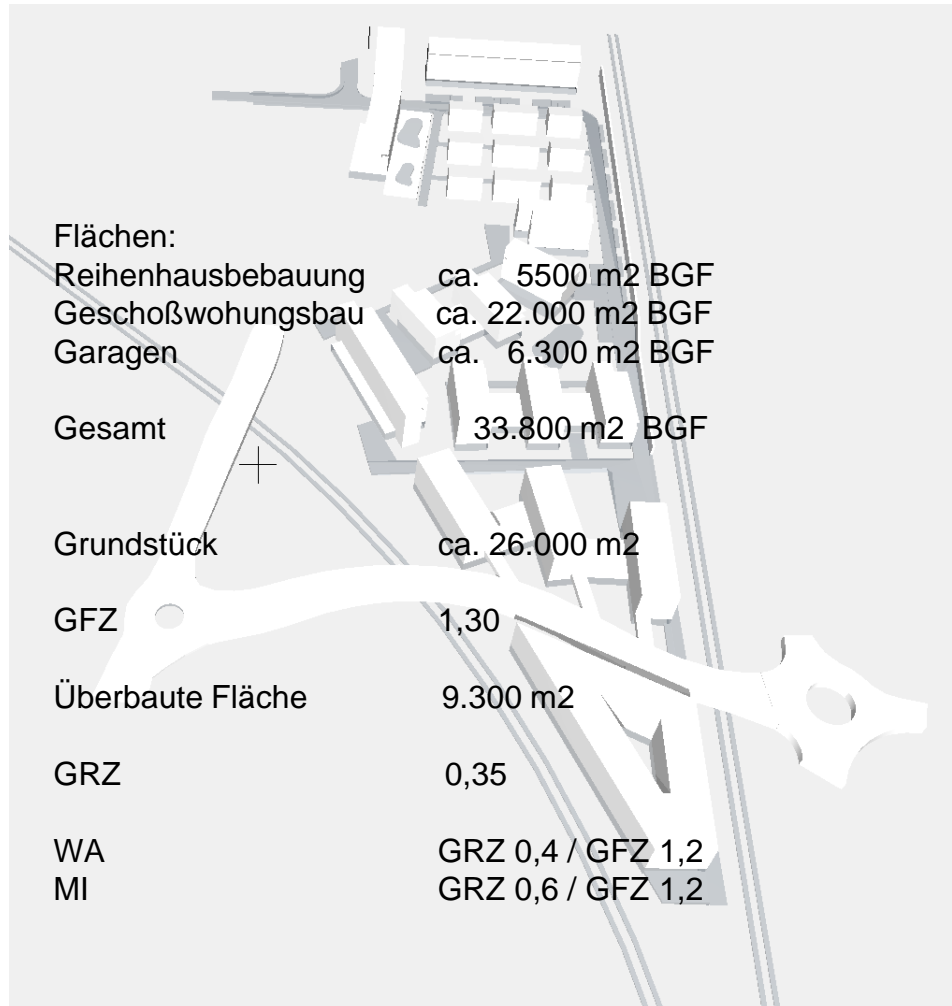 Flächen:
Reihenhausbebauung ca. 5500 m2 BGF
Geschoßwohungsbau ca. 22.000 m2 BGF
Garagen ca. 6.300 m2 BGF
Gesamt 33.800 m2 BGF
Grundstück ca. 26.000 m2
GFZ 1,30
Überbaute Fläche 9.300 m2
GRZ 0,35
WA GRZ 0,4 / GFZ 1,2
MI GRZ 0,6 / GFZ 1,2